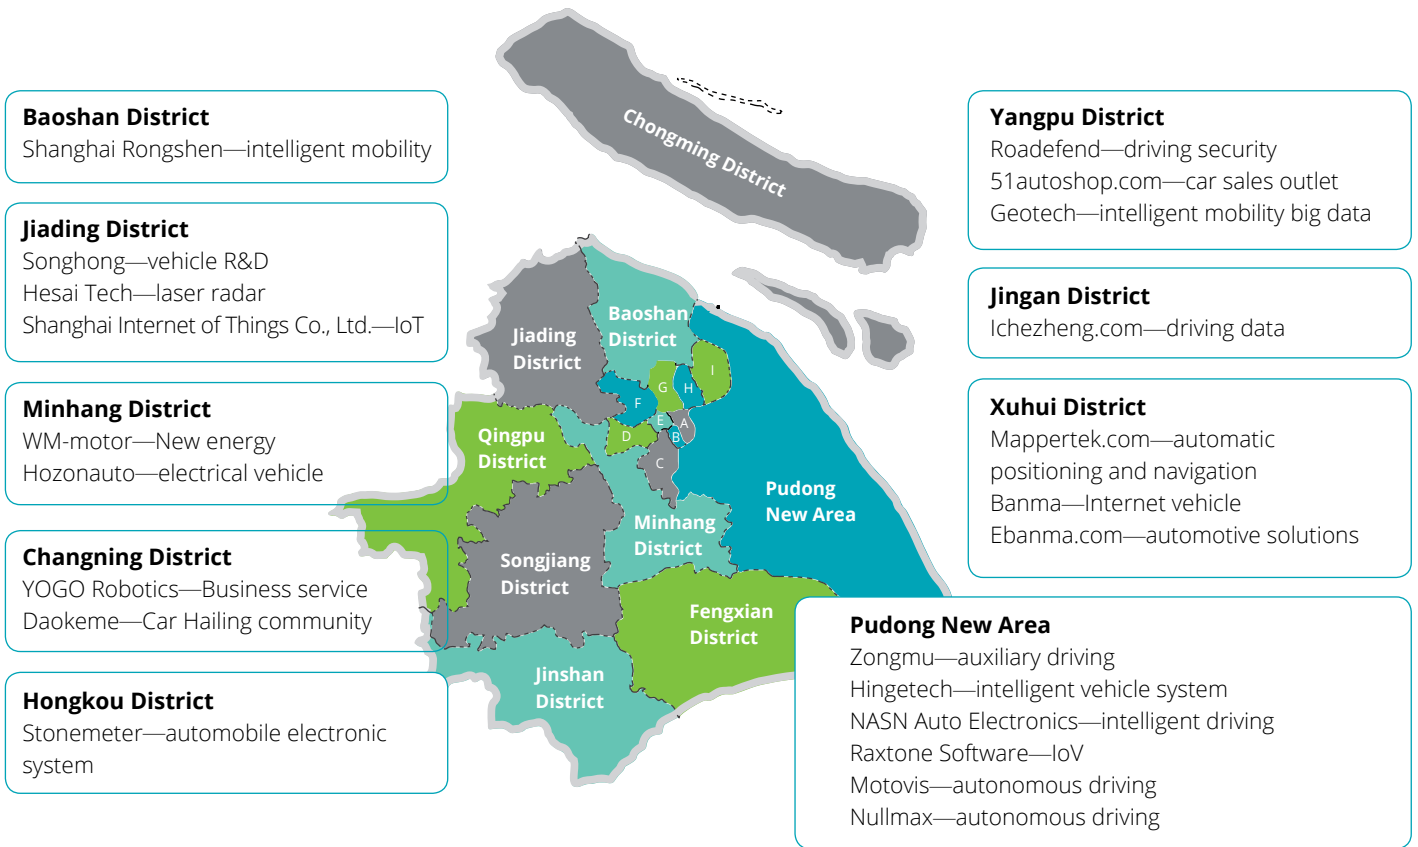 Baoshan District
Shanghai Rongshen—intelligent mobility
Jiading District
Songhong—vehicle R&D
Hesai Tech—laser radar
Shanghai Internet of Things Co., Ltd.—IoT
Minhang District
WM-motor—New energy
Hozonauto—electrical vehicle
Changning District
YOGO Robotics—Business service
Daokeme—Car Hailing community
Hongkou District
Stonemeter—automobile electronic
system
Chongming District
Baoshan
District
Jiading
District
I
G
H
F
E
A
D
B
C
Qingpu
District
Pudong
New Area
Minhang
District
Songjiang
District
Fengxian
District
Jinshan
District
Yangpu District
Roadefend—driving security
51autoshop.com—car sales outlet
Geotech—intelligent mobility big data
Jingan District
Ichezheng.com—driving data
Xuhui District
Mappertek.com—automatic
positioning and navigation
Banma—Internet vehicle
Ebanma.com—automotive solutions
Pudong New Area
Zongmu—auxiliary driving
Hingetech—intelligent vehicle system
NASN Auto Electronics—intelligent driving
Raxtone Software—IoV
Motovis—autonomous driving
Nullmax—autonomous driving